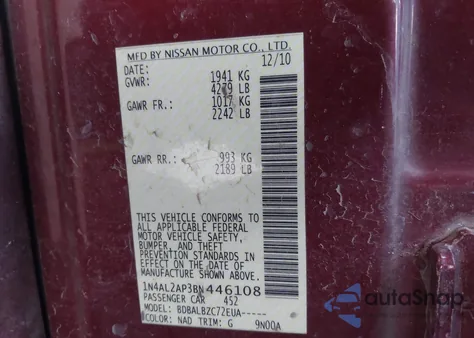 MFD BY NISSAN MOTOR CO., LTD.
DATE: 12/10
GVWR: 1941 KG
4279 LB
GAWR FR.: 1017 KG
2242 LB
GAWR RR.: 993 KG
2189 LB
THIS VEHICLE CONFORMS TO
ALL APPLICABLE FEDERAL
MOTOR VEHICLE SAFETY,
BUMPER, AND THEFT
PREVENTION STANDARDS
IN EFFECT ON THE DATE OF
MANUFACTURE SHOWN ABOVE.
1N4AL2AP3BN446108
PASSENGER CAR 4S2
MODEL: BDBALBZC72EUA-----
COLOR: NAD TRIM: G 9N00A
autoSnap